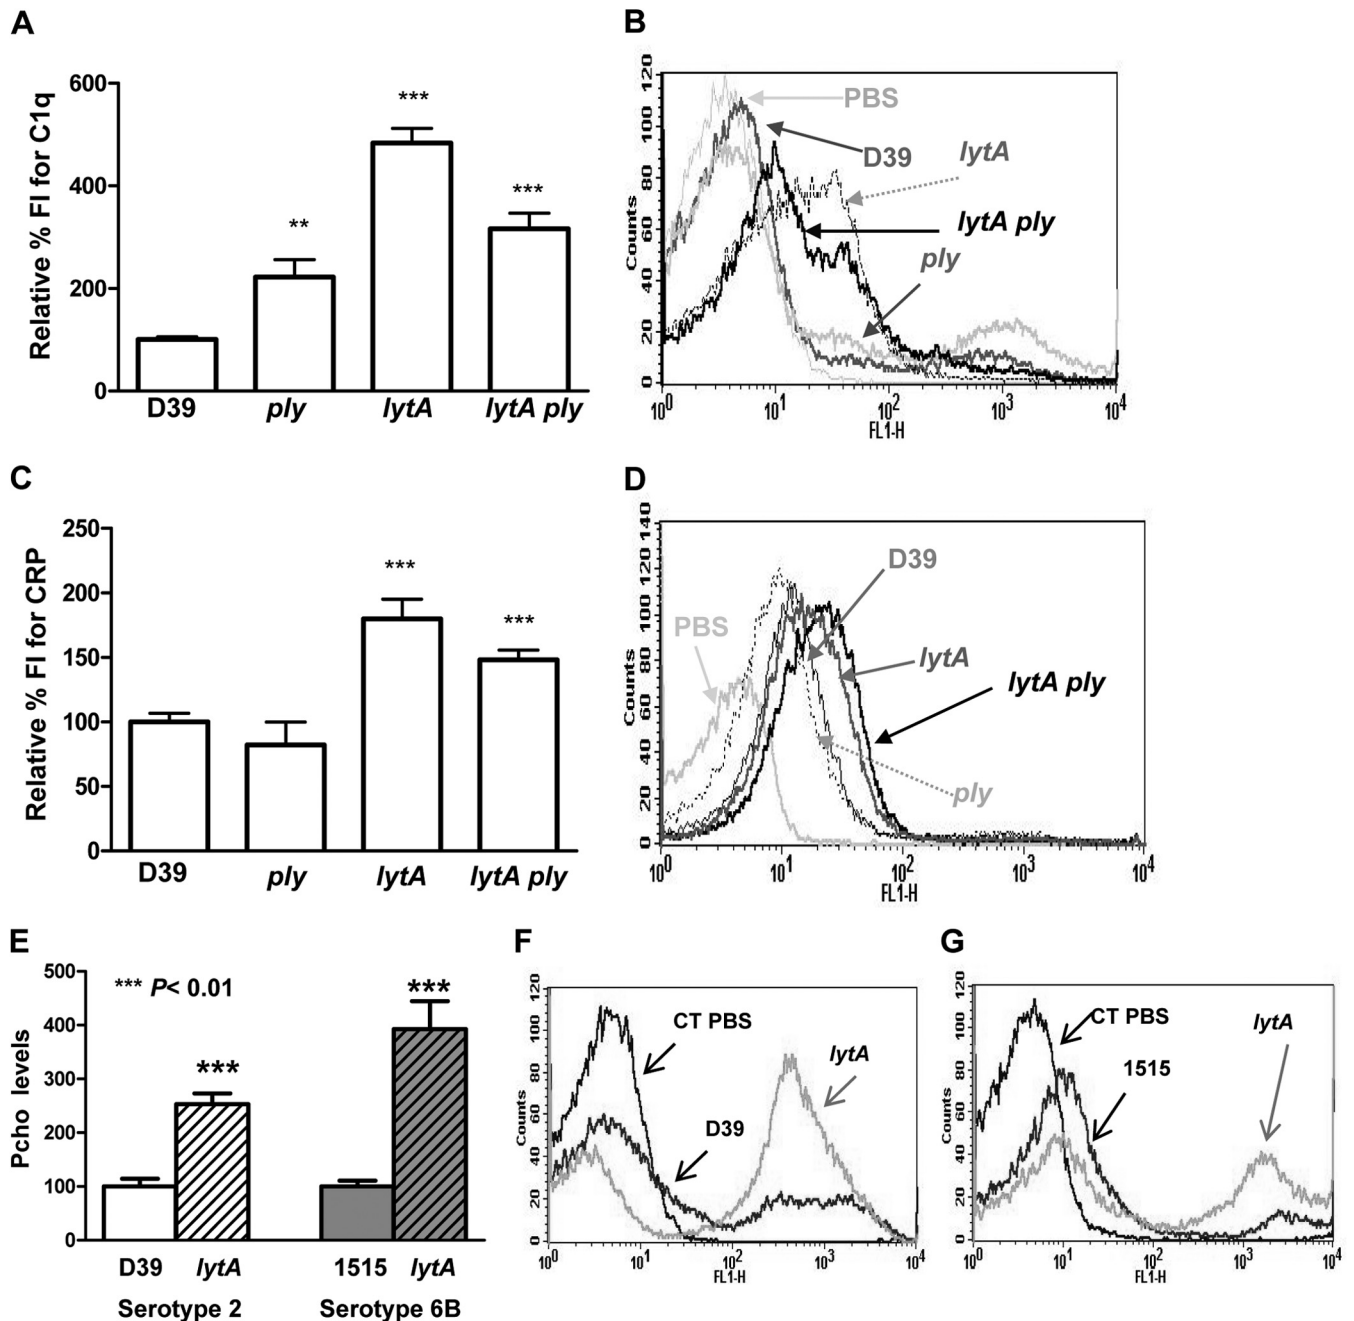 A
Relative % FI for C1q
600
400
200
0
**
***
***
D39 ply lytA lytA ply
B
Counts
120
100
80
60
40
20
0
PBS
D39
lytA
lytA ply
ply
10^0 10^1 10^2 10^3 10^4
FL1-H
C
Relative % FI for CRP
250
200
150
100
50
0
***
***
D39 ply lytA lytA ply
D
Counts
140
120
100
80
60
40
20
0
PBS
D39
lytA
lytA ply
ply
10^0 10^1 10^2 10^3 10^4
FL1-H
E
Pcho levels
500
400
300
200
100
0
*** P< 0.01
***
***
D39 lytA 1515 lytA
Serotype 2 Serotype 6B
F
Counts
120
100
80
60
40
20
0
CT PBS
D39
lytA
10^0 10^1 10^2 10^3 10^4
FL1-H
G
Counts
120
100
80
60
40
20
0
CT PBS
1515
lytA
10^0 10^1 10^2 10^3 10^4
FL1-H